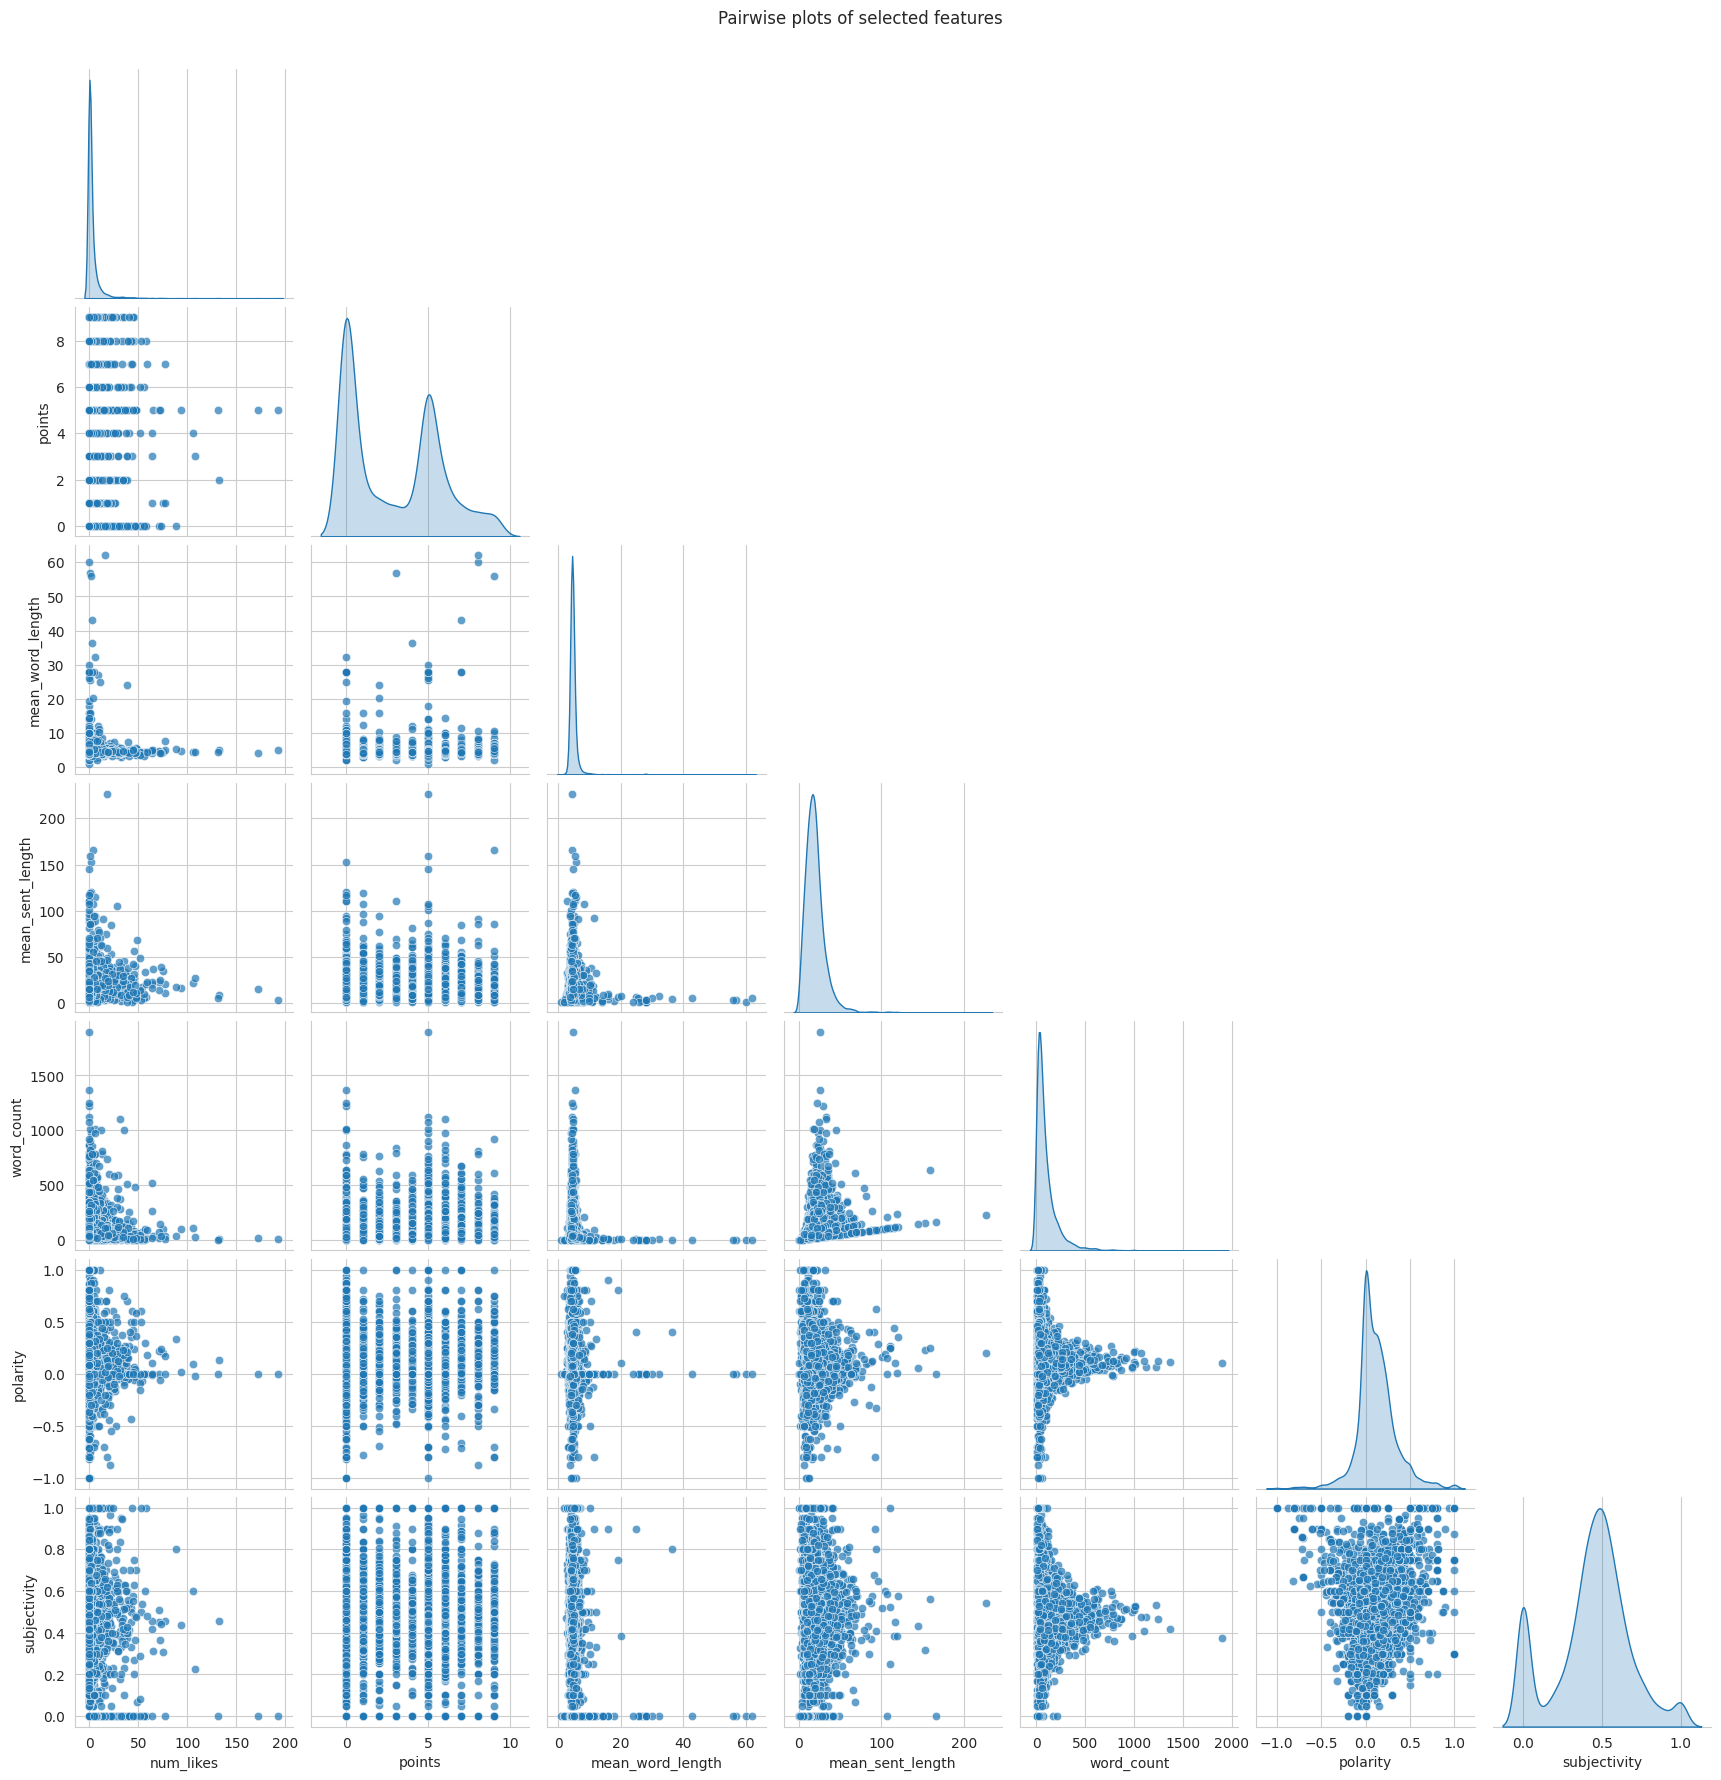 Pairwise plots of selected features
points
8
6
4
2
0
mean_word_length
60
50
40
30
20
10
0
mean_sent_length
200
150
100
50
0
word_count
1500
1000
500
0
polarity
1.0
0.5
0.0
−0.5
−1.0
subjectivity
1.0
0.8
0.6
0.4
0.2
0.0
0 50 100 150 200
num_likes
0 5 10
points
0 20 40 60
mean_word_length
0 100 200
mean_sent_length
0 500 1000 1500 2000
word_count
−1.0 −0.5 0.0 0.5 1.0
polarity
0.0 0.5 1.0
subjectivity